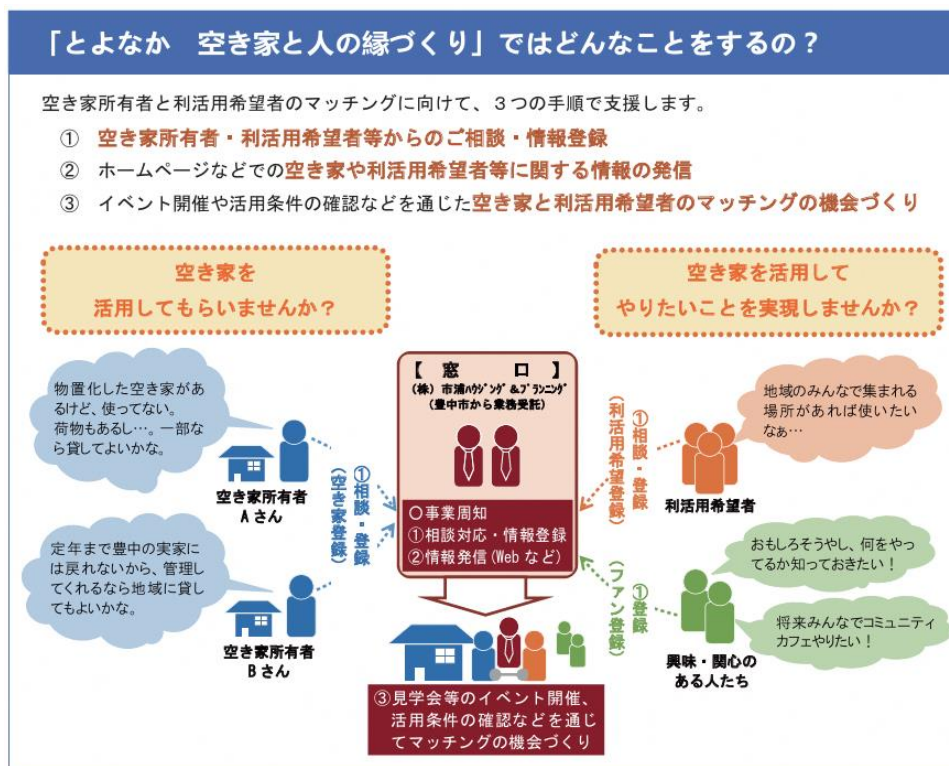 「とよなか　空き家と人の縁づくり」ではどんなことをするの？
空き家所有者と利活用希望者のマッチングに向けて、３つの手順で支援します。
①　空き家所有者・利活用希望者等からのご相談・情報登録
②　ホームページなどでの空き家や利活用希望者等に関する情報の発信
③　イベント開催や活用条件の確認などを通じた空き家と利活用希望者のマッチングの機会づくり
空き家を
活用してもらいませんか？
空き家を活用して
やりたいことを実現しませんか？
物置化した空き家があ
るけど、使ってない。
荷物もあるし…。一部な
ら貸してよいかな。
空き家所有者
Ａさん
定年まで豊中の実家に
は戻れないから、管理し
てくれるなら地域に貸し
てもよいかな。
空き家所有者
Ｂさん
①相談・登録
（空き家登録）
【　窓　　口　】
(株) 市浦ﾊｳｼﾞﾝｸﾞ＆ﾌﾟﾗﾝﾆﾝｸﾞ
(豊中市から業務受託)
〇事業周知
①相談対応・情報登録
②情報発信 (Web など)
①相談・登録
（利活用希望登録）
地域のみんなで集まれる
場所があれば使いたい
なぁ…
利活用希望者
①登録
（ファン登録）
おもしろそうやし、何をやっ
てるか知っておきたい！
将来みんなでコミュニティ
カフェやりたい！
興味・関心の
ある人たち
③見学会等のイベント開催、
活用条件の確認などを通じ
てマッチングの機会づくり